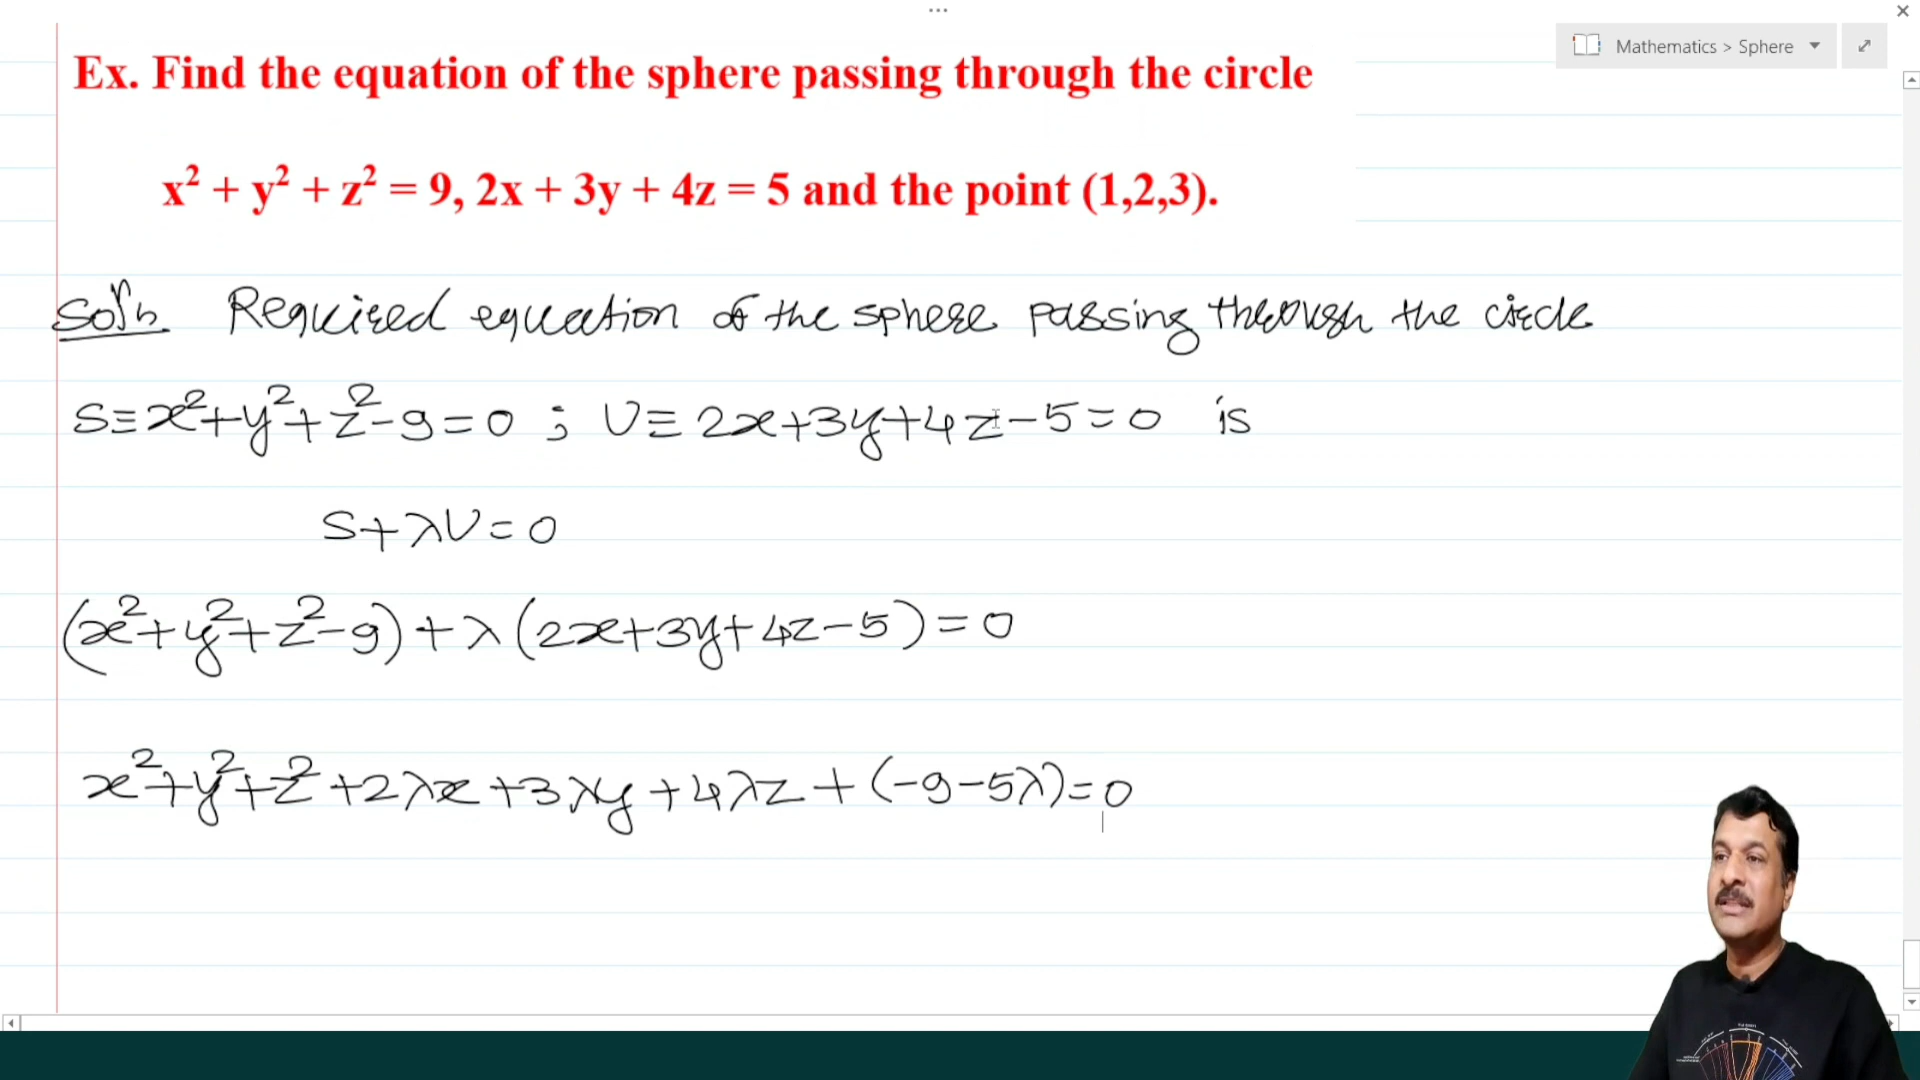 Mathematics > Sphere
Ex. Find the equation of the sphere passing through the circle
x² + y² + z² = 9, 2x + 3y + 4z = 5 and the point (1,2,3).
Solⁿ Required equation of the sphere passing through the circle
S≡x²+y²+z²-9=0 ; U≡ 2x+3y+4z-5=0 is
S+λU=0
(x²+y²+z²-9)+λ(2x+3y+4z-5)=0
x²+y²+z²+2λx+3λy+4λz+(-9-5λ)=0